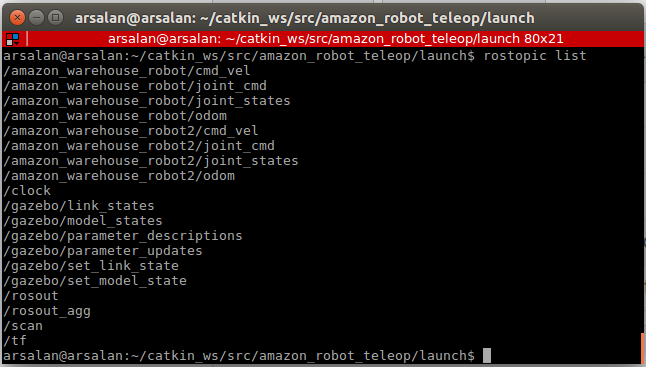 arsalan@arsalan: ~/catkin_ws/src/amazon_robot_teleop/launch
arsalan@arsalan: ~/catkin_ws/src/amazon_robot_teleop/launch 80x21
arsalan@arsalan:~/catkin_ws/src/amazon_robot_teleop/launch$ rostopic list
/amazon_warehouse_robot/cmd_vel
/amazon_warehouse_robot/joint_cmd
/amazon_warehouse_robot/joint_states
/amazon_warehouse_robot/odom
/amazon_warehouse_robot2/cmd_vel
/amazon_warehouse_robot2/joint_cmd
/amazon_warehouse_robot2/joint_states
/amazon_warehouse_robot2/odom
/clock
/gazebo/link_states
/gazebo/model_states
/gazebo/parameter_descriptions
/gazebo/parameter_updates
/gazebo/set_link_state
/gazebo/set_model_state
/rosout
/rosout_agg
/scan
/tf
arsalan@arsalan:~/catkin_ws/src/amazon_robot_teleop/launch$